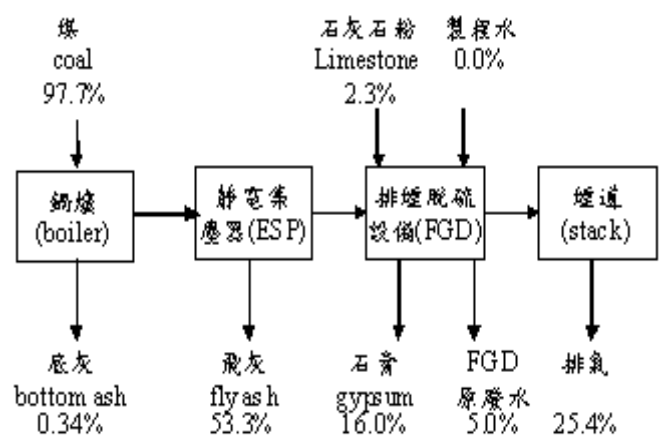 煤
coal
97.7%
石灰石粉
Limestone
2.3%
製程水
0.0%
鍋爐
(boiler)
靜電集
塵器(ESP)
排煙脫硫
設備(FGD)
煙道
(stack)
底灰
bottom ash
0.34%
飛灰
fly ash
53.3%
石膏
gypsum
16.0%
FGD
原廢水
5.0%
排氣
25.4%